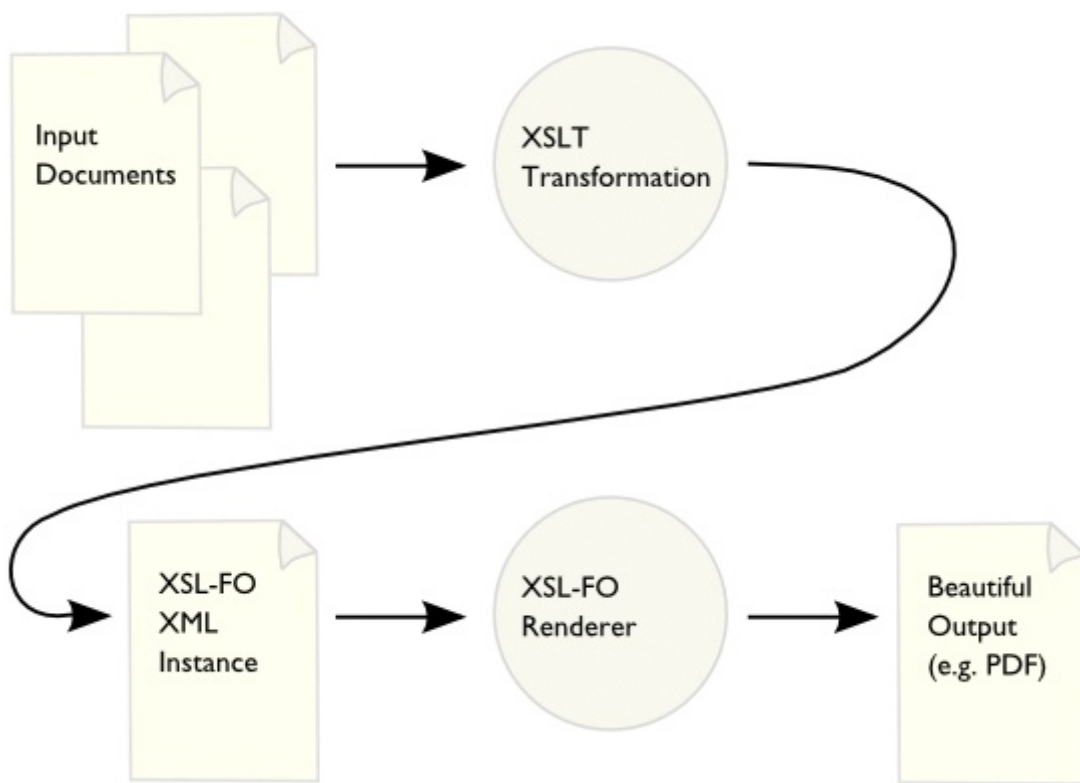 Input
Documents
XSLT
Transformation
XSL-FO
XML
Instance
XSL-FO
Renderer
Beautiful
Output
(e.g. PDF)